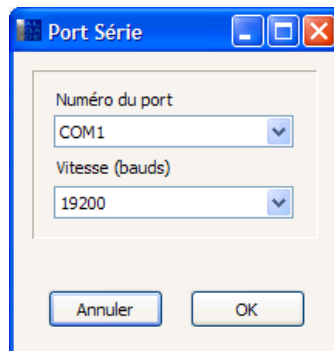 Port Série
Numéro du port
COM1
Vitesse (bauds)
19200
Annuler
OK